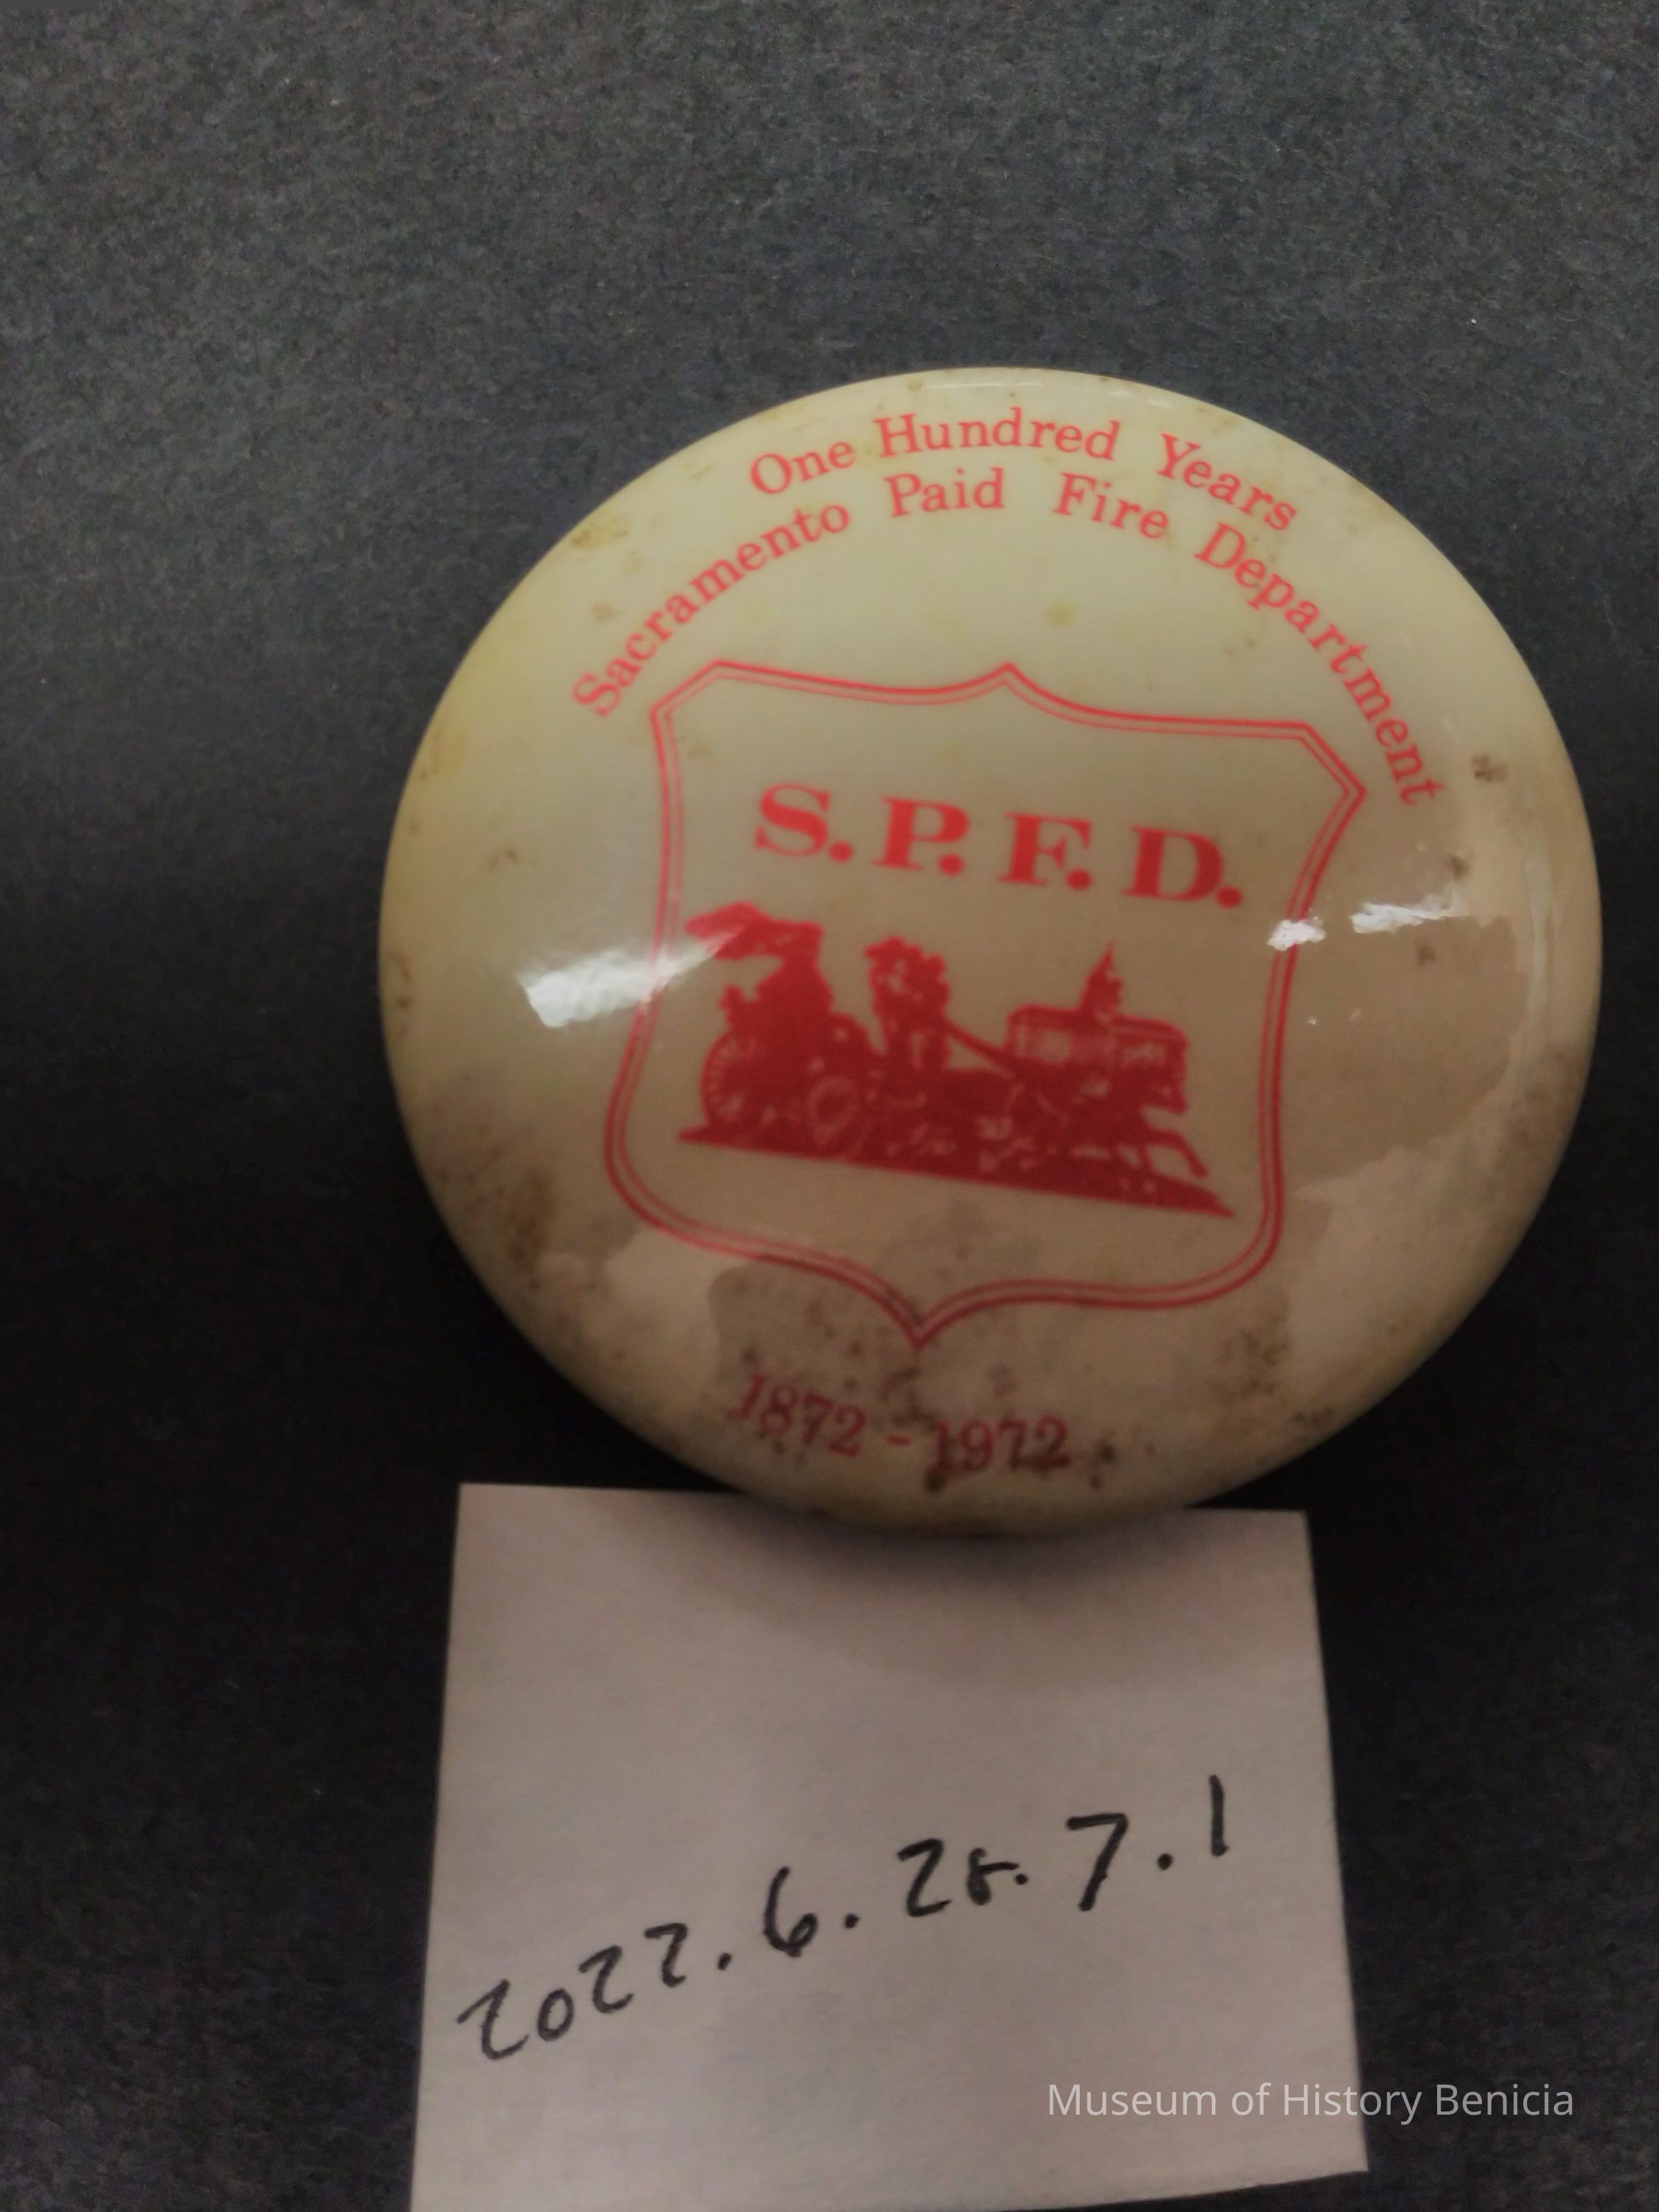 One Hundred Years
Sacramento Paid Fire Department
S.P.F.D.
1872 - 1972
2022.6.28.7.1
Museum of History Benicia